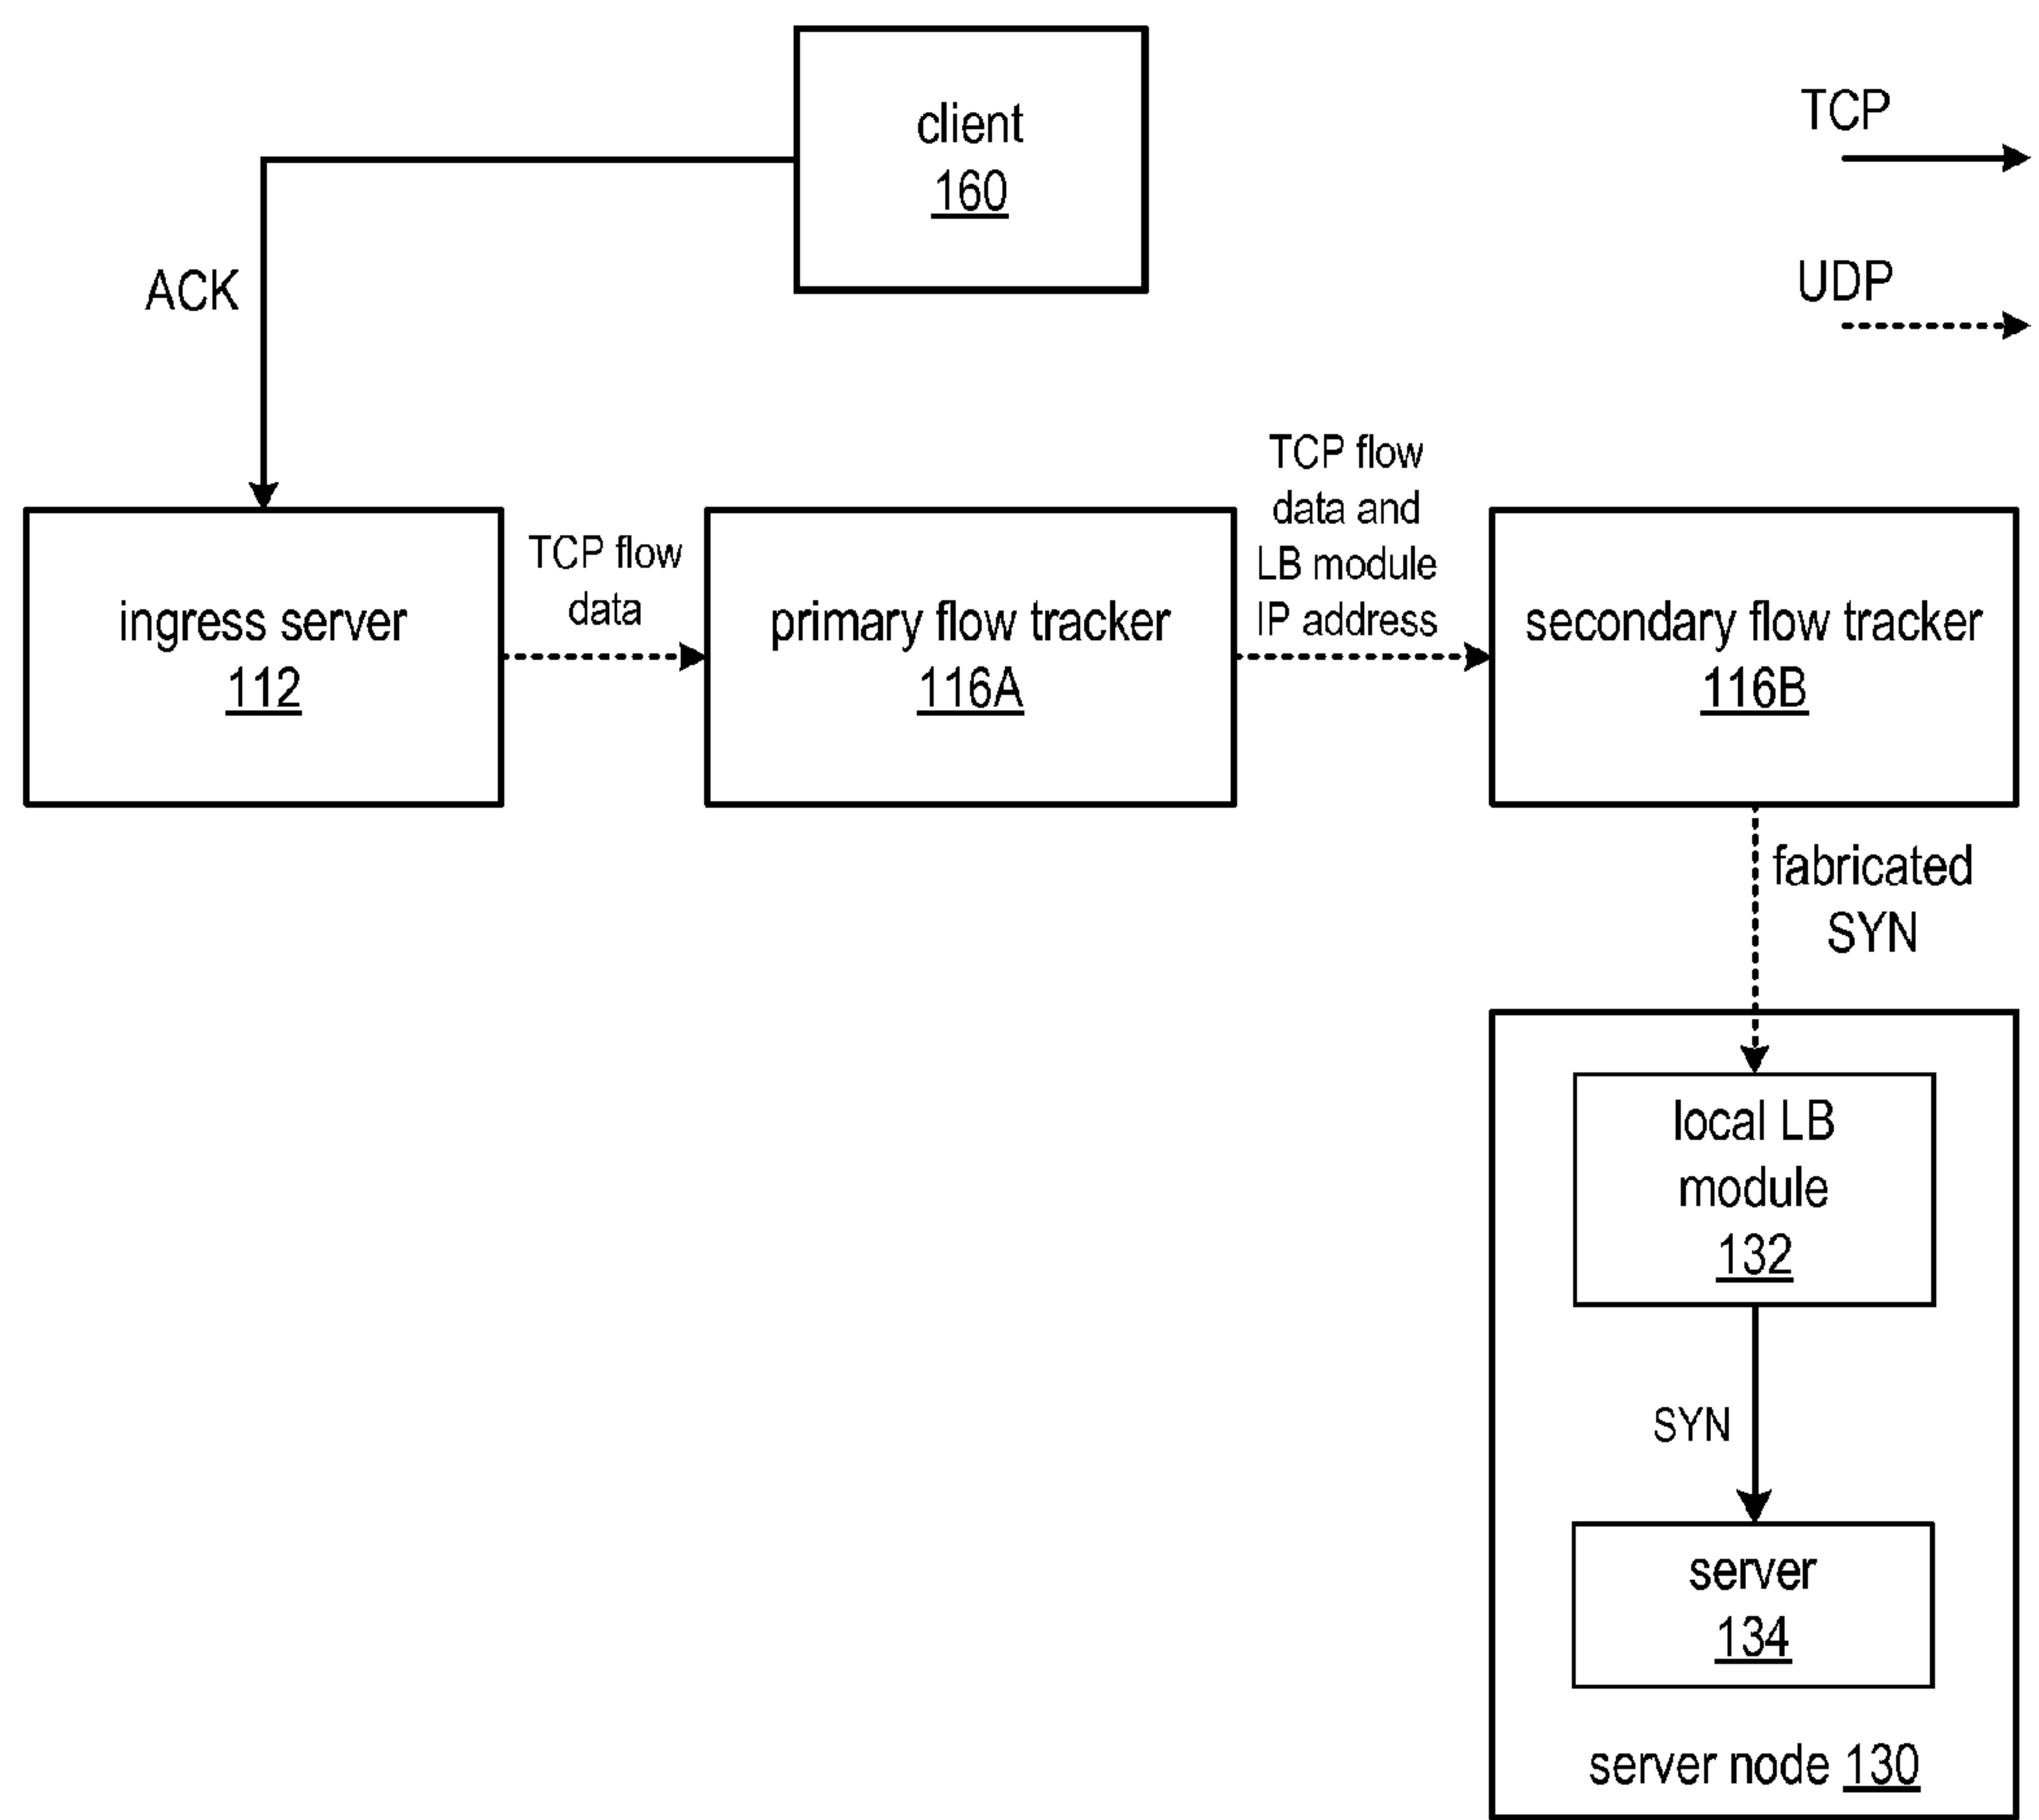 client
160
TCP
UDP
ACK
ingress server
112
TCP flow
data
primary flow tracker
116A
TCP flow
data and
LB module
IP address
secondary flow tracker
116B
fabricated
SYN
local LB
module
132
SYN
server
134
server node 130